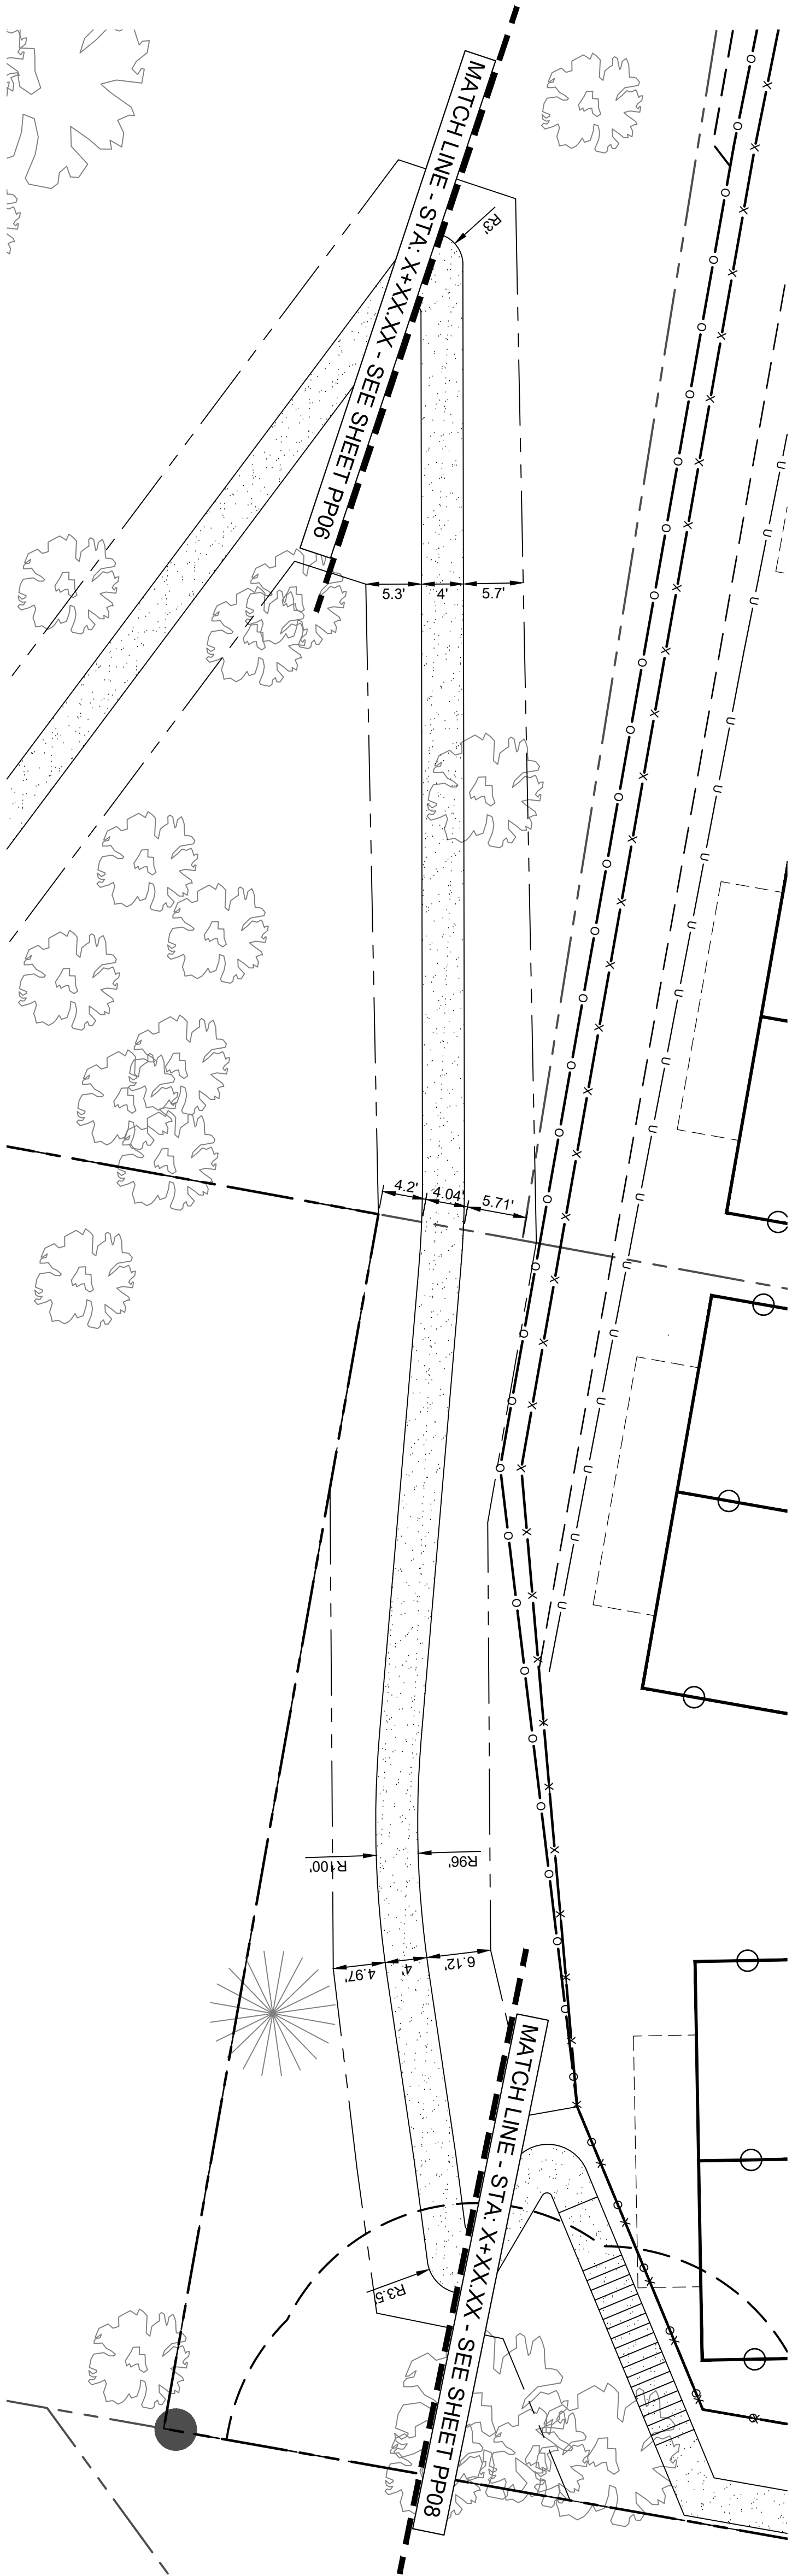 MATCH LINE - STA: X+XX.XX - SEE SHEET PP06
R3'
5.3'
4'
5.7'
4.2'
4.04'
5.71'
R100'
R96'
4.97'
4'
6.12'
MATCH LINE - STA: X+XX.XX - SEE SHEET PP08
R3.5'